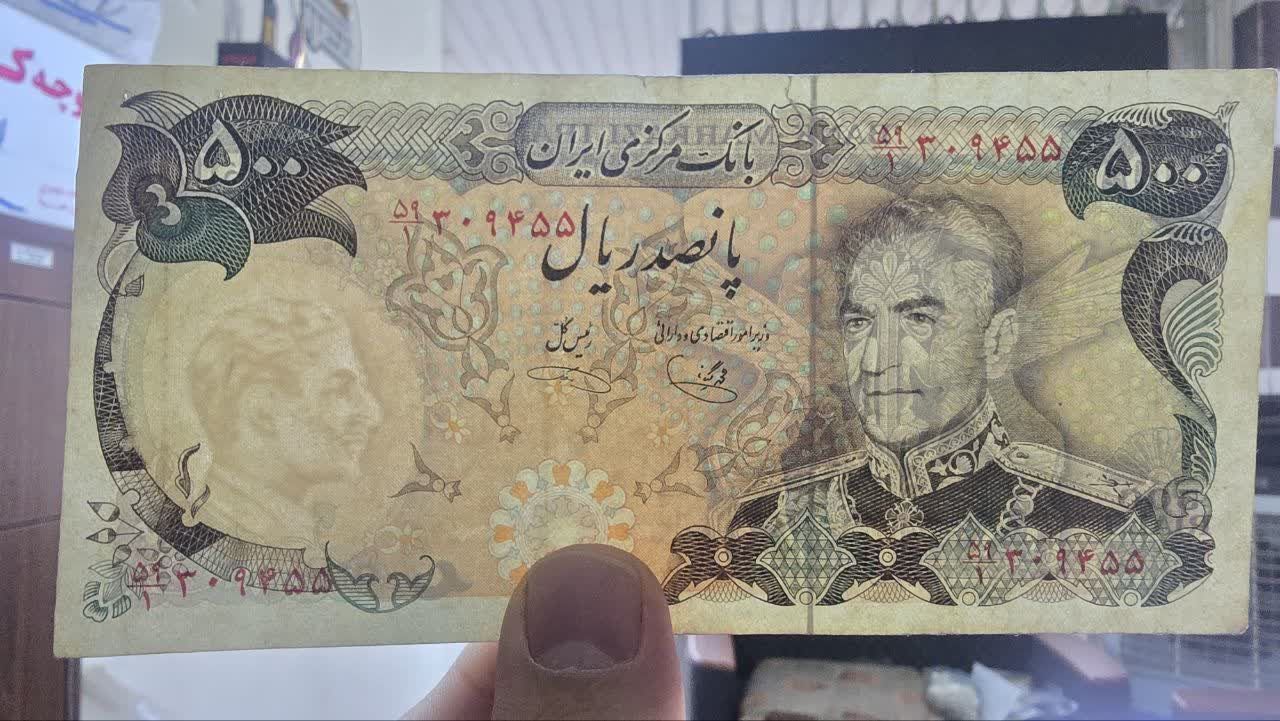 ۵۰۰
بانک مرکزی ایران
۵۹/۱ ۳۰۹۴۵۵
۵۰۰
۵۹/۱ ۳۰۹۴۵۵
پانصد ریال
وزیر امور اقتصادی و دارائی
رئیس کل
۵۹/۱ ۳۰۹۴۵۵
۵۹/۱ ۳۰۹۴۵۵